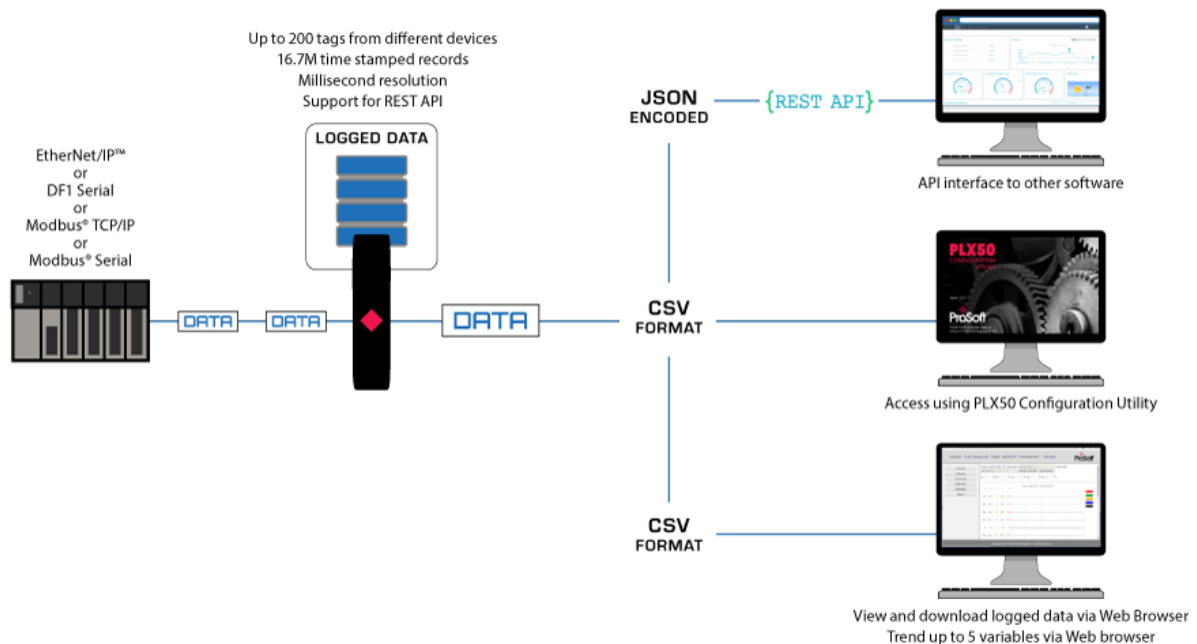 Up to 200 tags from different devices
16.7M time stamped records
Millisecond resolution
Support for REST API
LOGGED DATA
EtherNet/IP™
or
DF1 Serial
or
Modbus® TCP/IP
or
Modbus® Serial
DATA
DATA
DATA
JSON
ENCODED
{REST API}
API interface to other software
CSV
FORMAT
PLX50
CONFIGURATION
ProSoft
Access using PLX50 Configuration Utility
CSV
FORMAT
ProSoft
View and download logged data via Web Browser
Trend up to 5 variables via Web browser